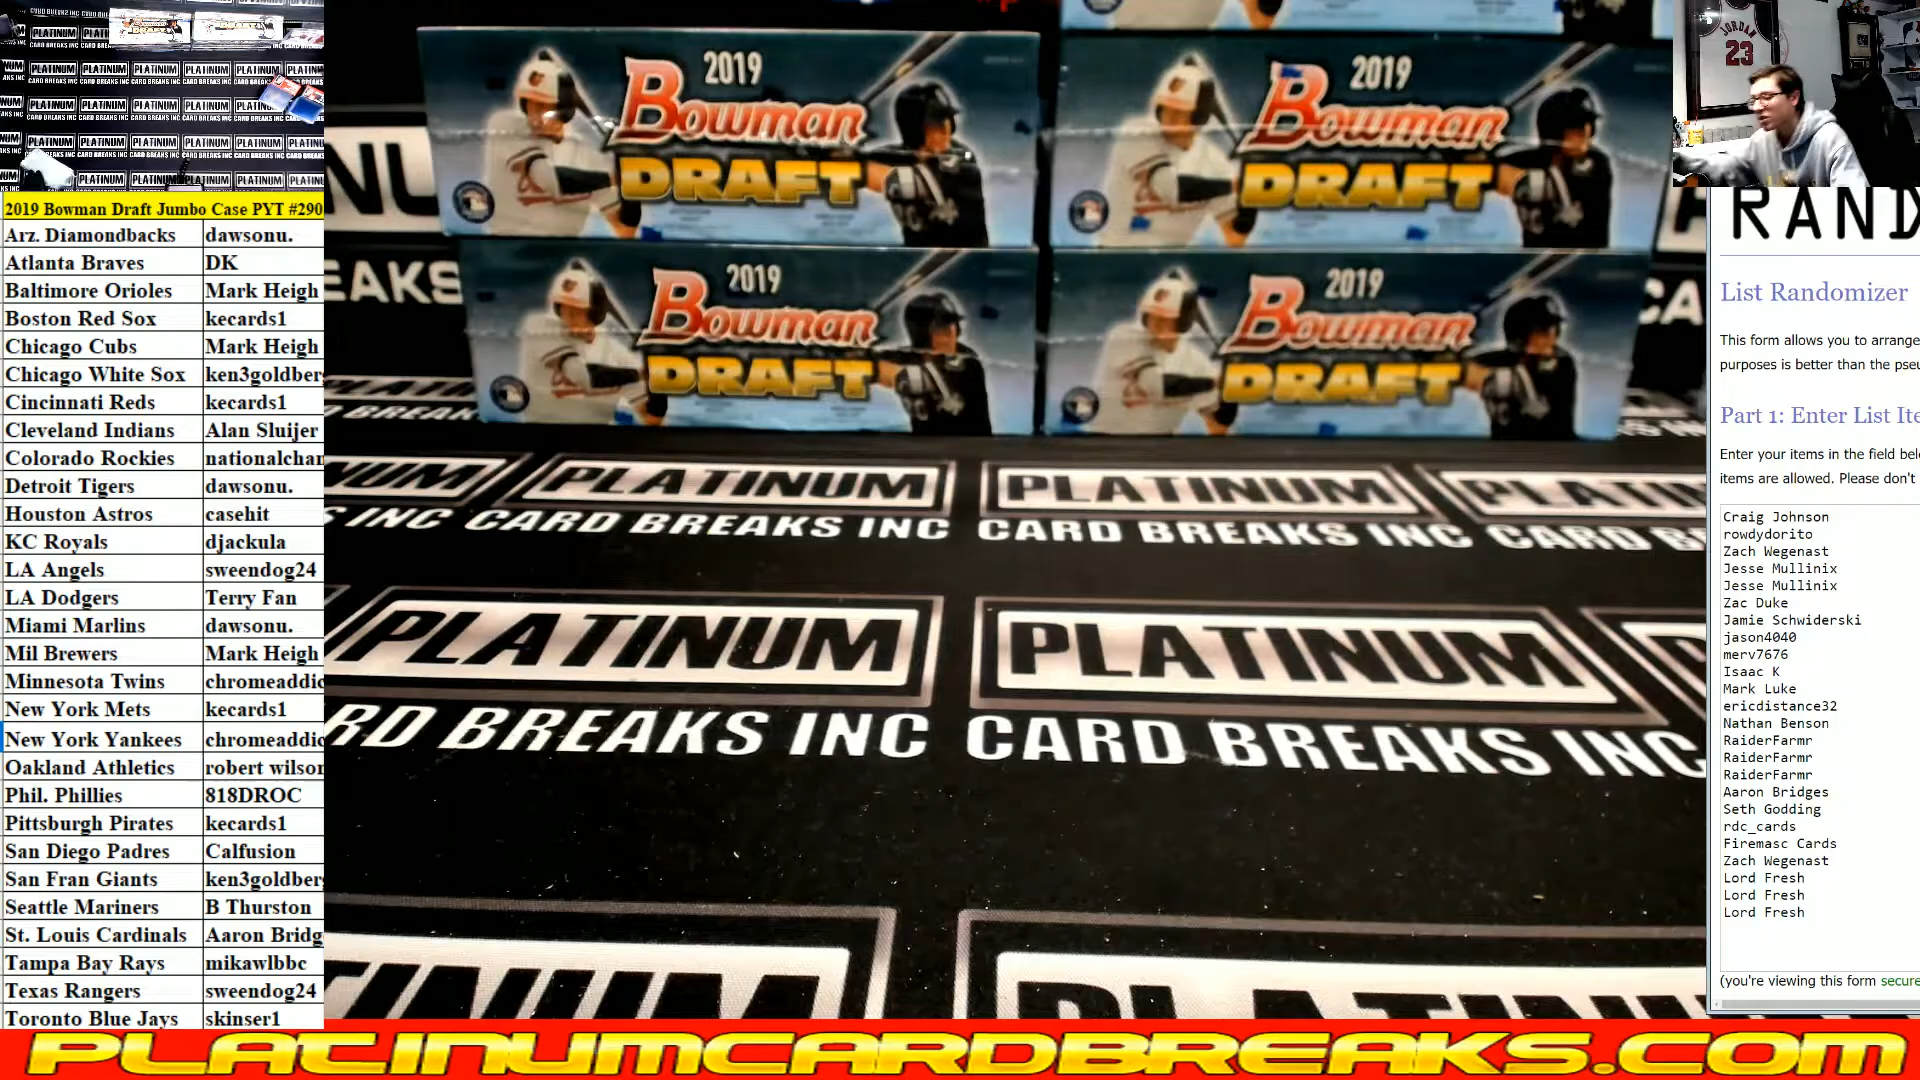 2019 Bowman Draft Jumbo Case PYT #290
Arz. Diamondbacks dawsonu.
Atlanta Braves DK
Baltimore Orioles Mark Heigh
Boston Red Sox kecards1
Chicago Cubs Mark Heigh
Chicago White Sox ken3goldber
Cincinnati Reds kecards1
Cleveland Indians Alan Sluijer
Colorado Rockies nationalchan
Detroit Tigers dawsonu.
Houston Astros casehit
KC Royals djackula
LA Angels sweendog24
LA Dodgers Terry Fan
Miami Marlins dawsonu.
Mil Brewers Mark Heigh
Minnesota Twins chromeaddic
New York Mets kecards1
New York Yankees chromeaddic
Oakland Athletics robert wilson
Phil. Phillies 818DROC
Pittsburgh Pirates kecards1
San Diego Padres Calfusion
San Fran Giants ken3goldber
Seattle Mariners B Thurston
St. Louis Cardinals Aaron Bridg
Tampa Bay Rays mikawlbbc
Texas Rangers sweendog24
Toronto Blue Jays skinser1
2019
Bowman
DRAFT
2019
Bowman
DRAFT
2019
Bowman
DRAFT
2019
Bowman
DRAFT
PLATINUM PLATINUM
CARD BREAKS INC CARD BREAKS INC
PLATINUM PLATINUM
CARD BREAKS INC CARD BREAKS INC
JORDAN
23
RAND
List Randomizer
This form allows you to arrange
purposes is better than the pseu
Part 1: Enter List Ite
Enter your items in the field bel
items are allowed. Please don't
Craig Johnson
rowdydorito
Zach Wegenast
Jesse Mullinix
Jesse Mullinix
Zac Duke
Jamie Schwiderski
jason4040
merv7676
Isaac K
Mark Luke
ericdistance32
Nathan Benson
RaiderFarmr
RaiderFarmr
RaiderFarmr
Aaron Bridges
Seth Godding
rdc_cards
Firemasc Cards
Zach Wegenast
Lord Fresh
Lord Fresh
Lord Fresh
(you're viewing this form secure
PLATINUMCARDBREAKS.COM